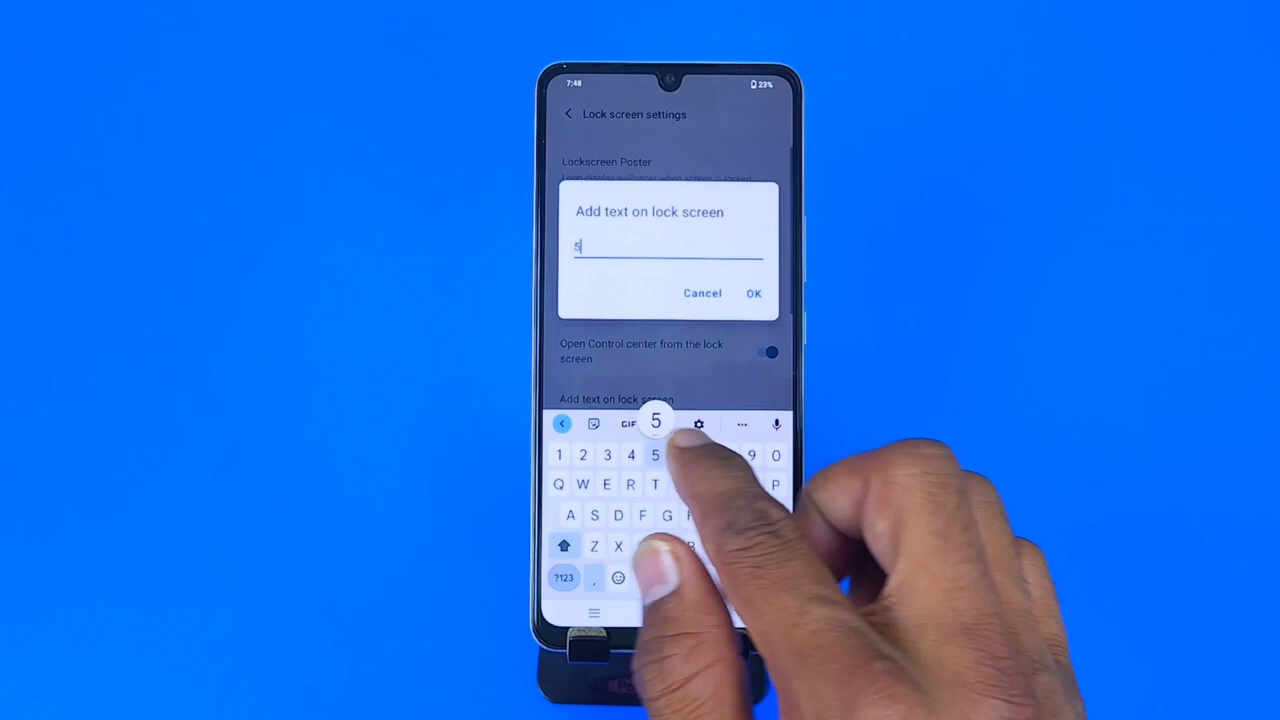 7:48
23%
Lock screen settings
Lockscreen Poster
Add text on lock screen
5
Cancel
OK
Open Control center from the lock
screen
Add text on lock screen
5
GIF
1 2 3 4 5 9 0
Q W E R T P
A S D F G
Z X
?123 ,